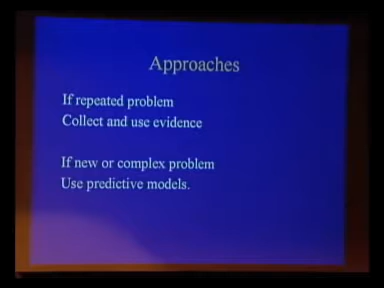 Approaches
If repeated problem
Collect and use evidence
If new or complex problem
Use predictive models.